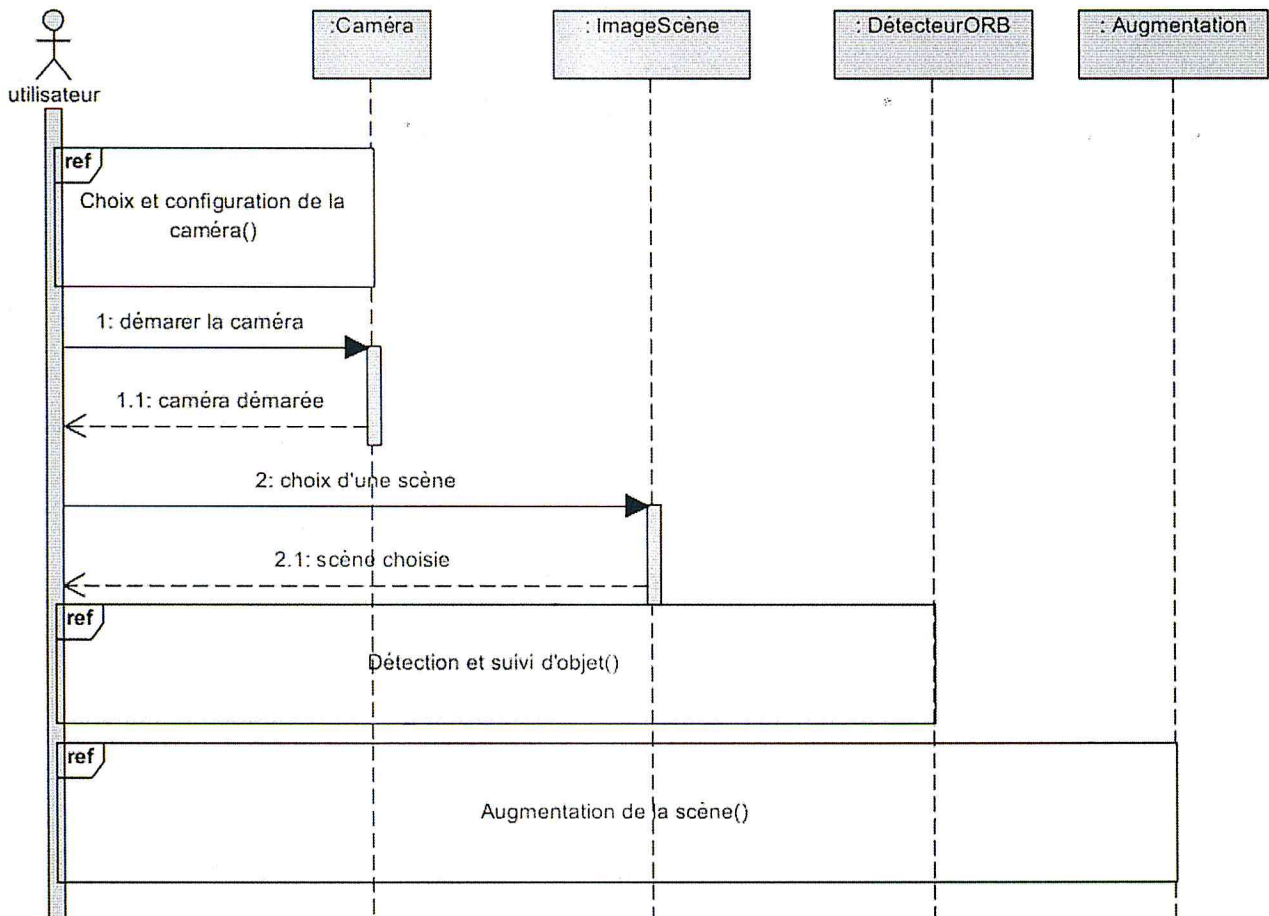 :Caméra
: ImageScène
: DétecteurORB
: Augmentation
utilisateur
ref
Choix et configuration de la
caméra()
1: démarer la caméra
1.1: caméra démarée
2: choix d'une scène
2.1: scène choisie
ref
Détection et suivi d'objet()
ref
Augmentation de la scène()